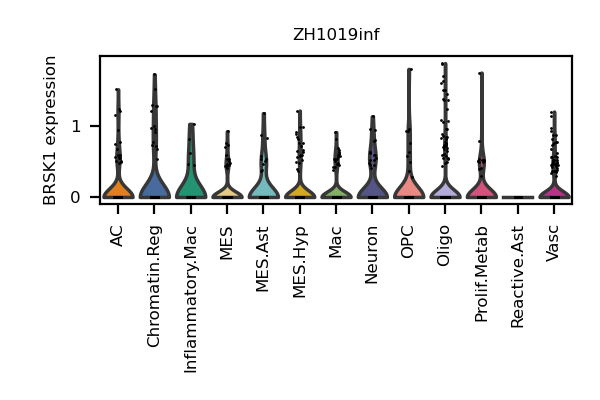 ZH1019inf
BRSK1 expression
1
0
AC
Chromatin.Reg
Inflammatory.Mac
MES
MES.Ast
MES.Hyp
Mac
Neuron
OPC
Oligo
Prolif.Metab
Reactive.Ast
Vasc